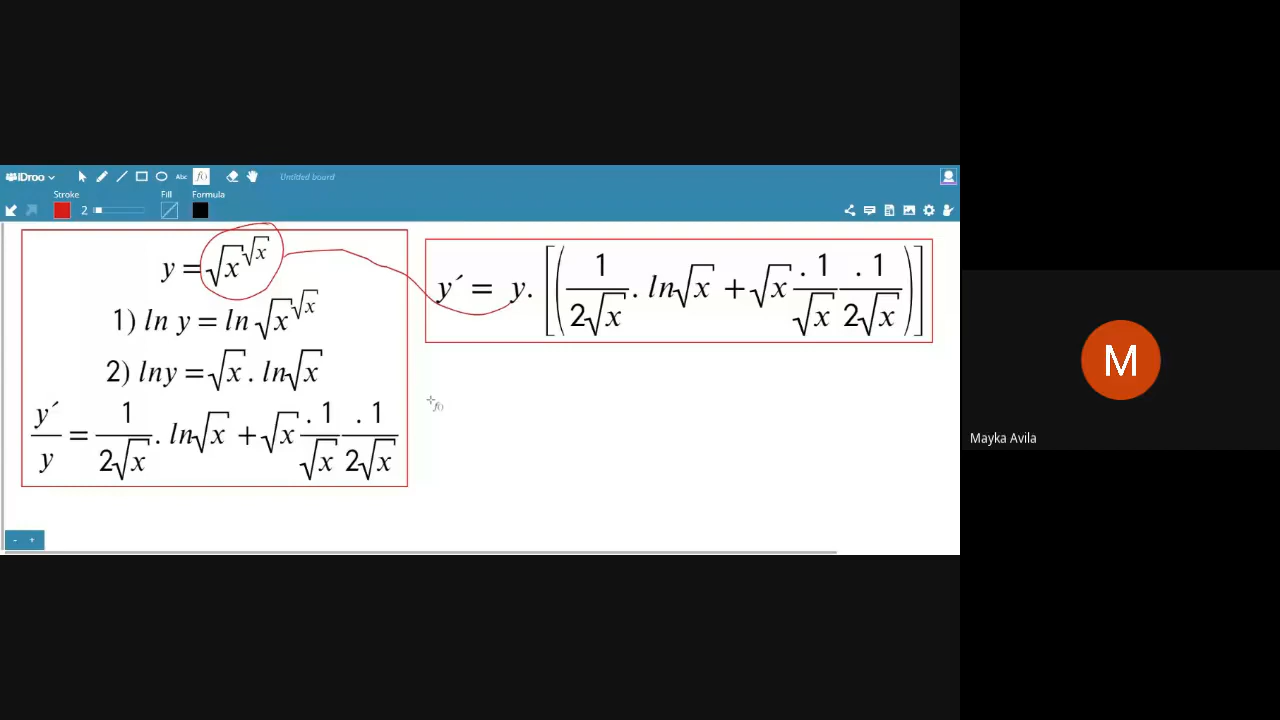 IDroo
Abc
f()
Untitled board
Stroke
Fill
Formula
2
y = √x^√x
1) ln y = ln √x^√x
2) lny = √x . ln√x
y´/y = 1/(2√x) . ln√x + √x . 1/√x . 1/(2√x)
y´ = y. [(1/(2√x) . ln√x + √x . 1/√x . 1/(2√x))]
f()
- +
M
Mayka Avila